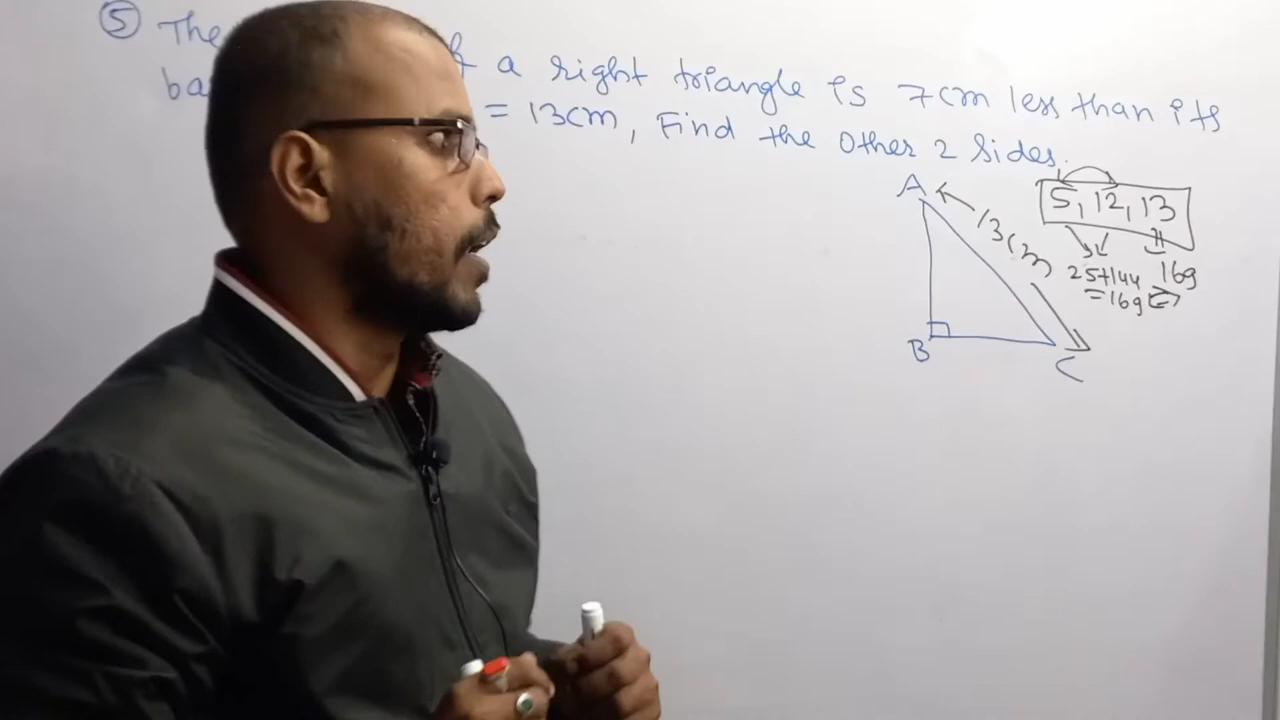 ⑤ The f a right triangle is 7cm less than its
ba = 13cm, Find the other 2 sides.
A
13cm
B
C
5, 12, 13
25+144 169
=169